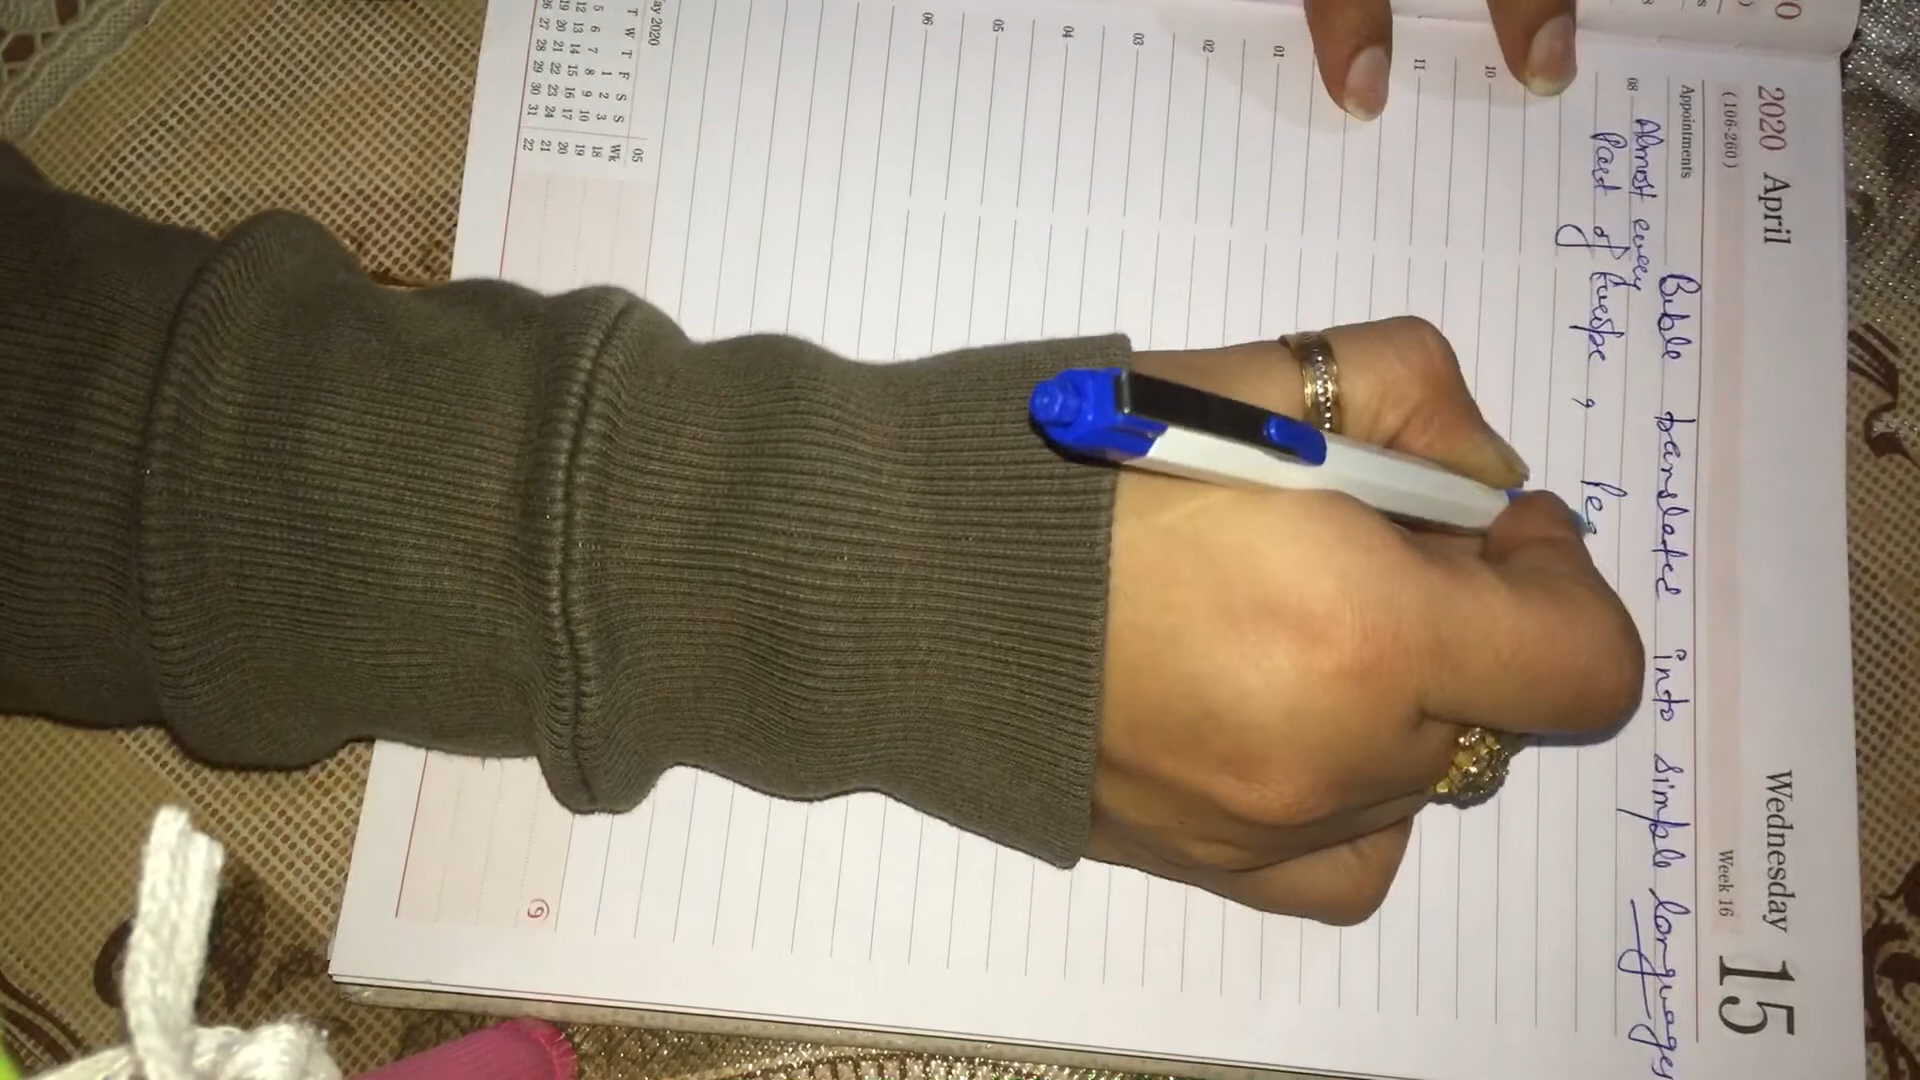 2020 April Wednesday 15
(106-260) Week 16
Appointments
Bible translated into simple languages
08 Almost every
Part of Europe,
10
11
01
02
03
04
05
06
ay 2020 05
T W T F S S Wk
1 2 3 18
5 6 7 8 9 10 19
12 13 14 15 16 17 20
19 20 21 22 23 24 21
26 27 28 29 30 31 22
9